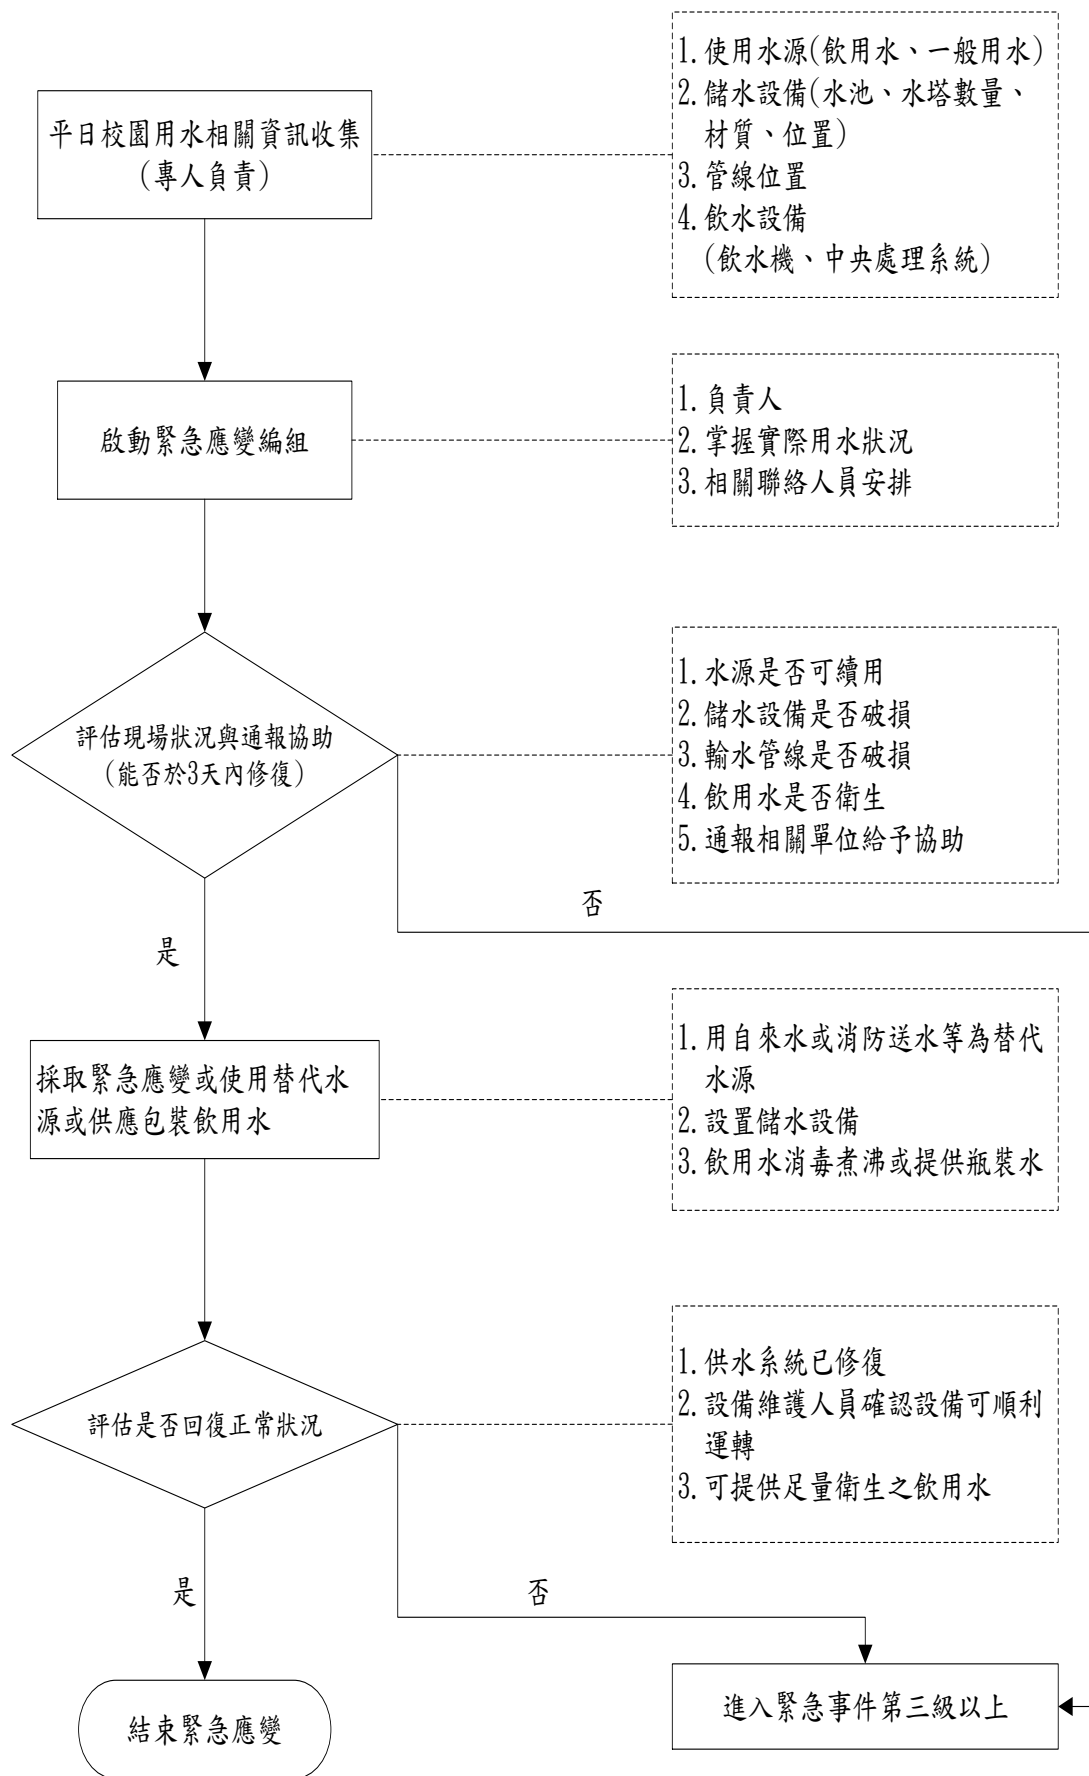 平日校園用水相關資訊收集
(專人負責)
1.使用水源(飲用水、一般用水)
2.儲水設備(水池、水塔數量、
材質、位置)
3.管線位置
4.飲水設備
(飲水機、中央處理系統)
啟動緊急應變編組
1.負責人
2.掌握實際用水狀況
3.相關聯絡人員安排
評估現場狀況與通報協助
(能否於3天內修復)
1.水源是否可續用
2.儲水設備是否破損
3.輸水管線是否破損
4.飲用水是否衛生
5.通報相關單位給予協助
否
是
採取緊急應變或使用替代水
源或供應包裝飲用水
1.用自來水或消防送水等為替代
水源
2.設置儲水設備
3.飲用水消毒煮沸或提供瓶裝水
評估是否回復正常狀況
1.供水系統已修復
2.設備維護人員確認設備可順利
運轉
3.可提供足量衛生之飲用水
是
否
結束緊急應變
進入緊急事件第三級以上